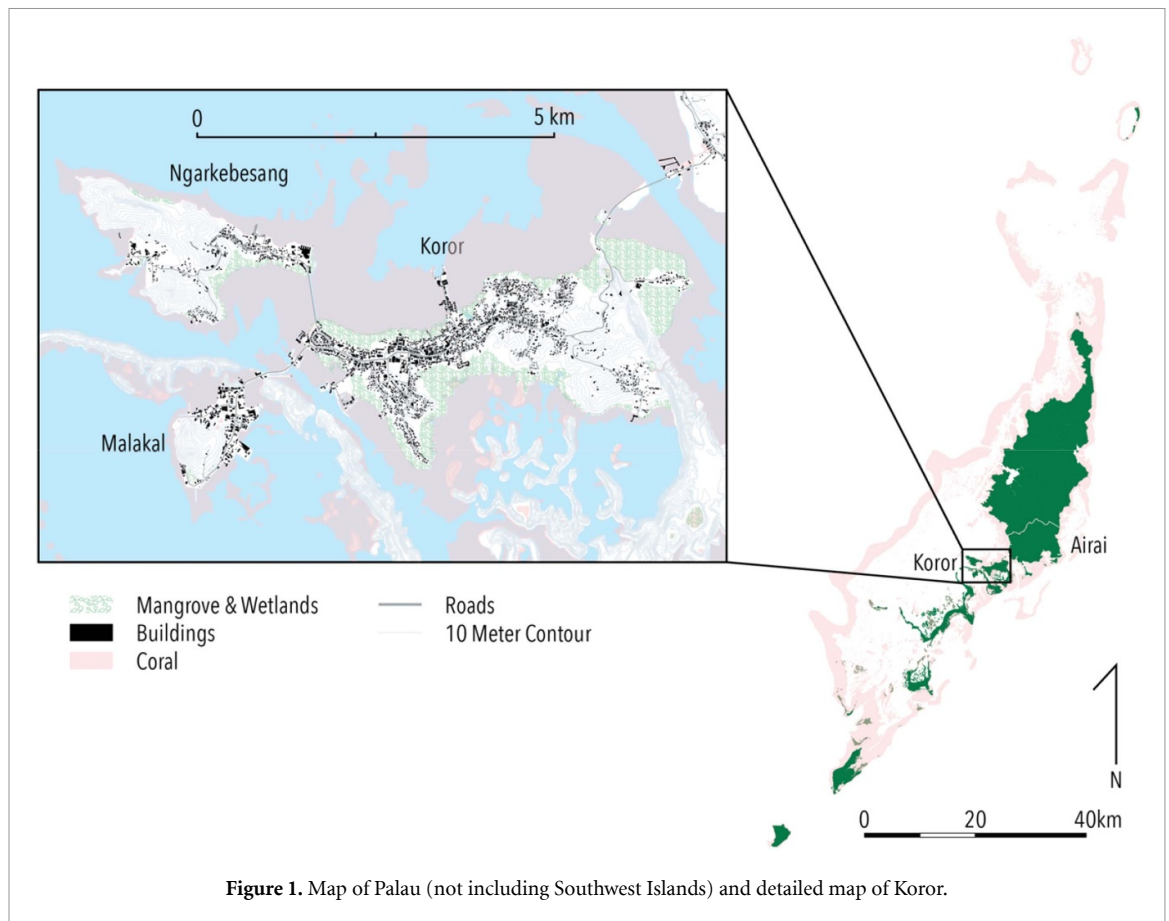 0 5 km
Ngarkebesang
Koror
Malakal
Koror
Airai
Mangrove & Wetlands
Roads
Buildings
10 Meter Contour
Coral
N
0 20 40km
Figure 1. Map of Palau (not including Southwest Islands) and detailed map of Koror.